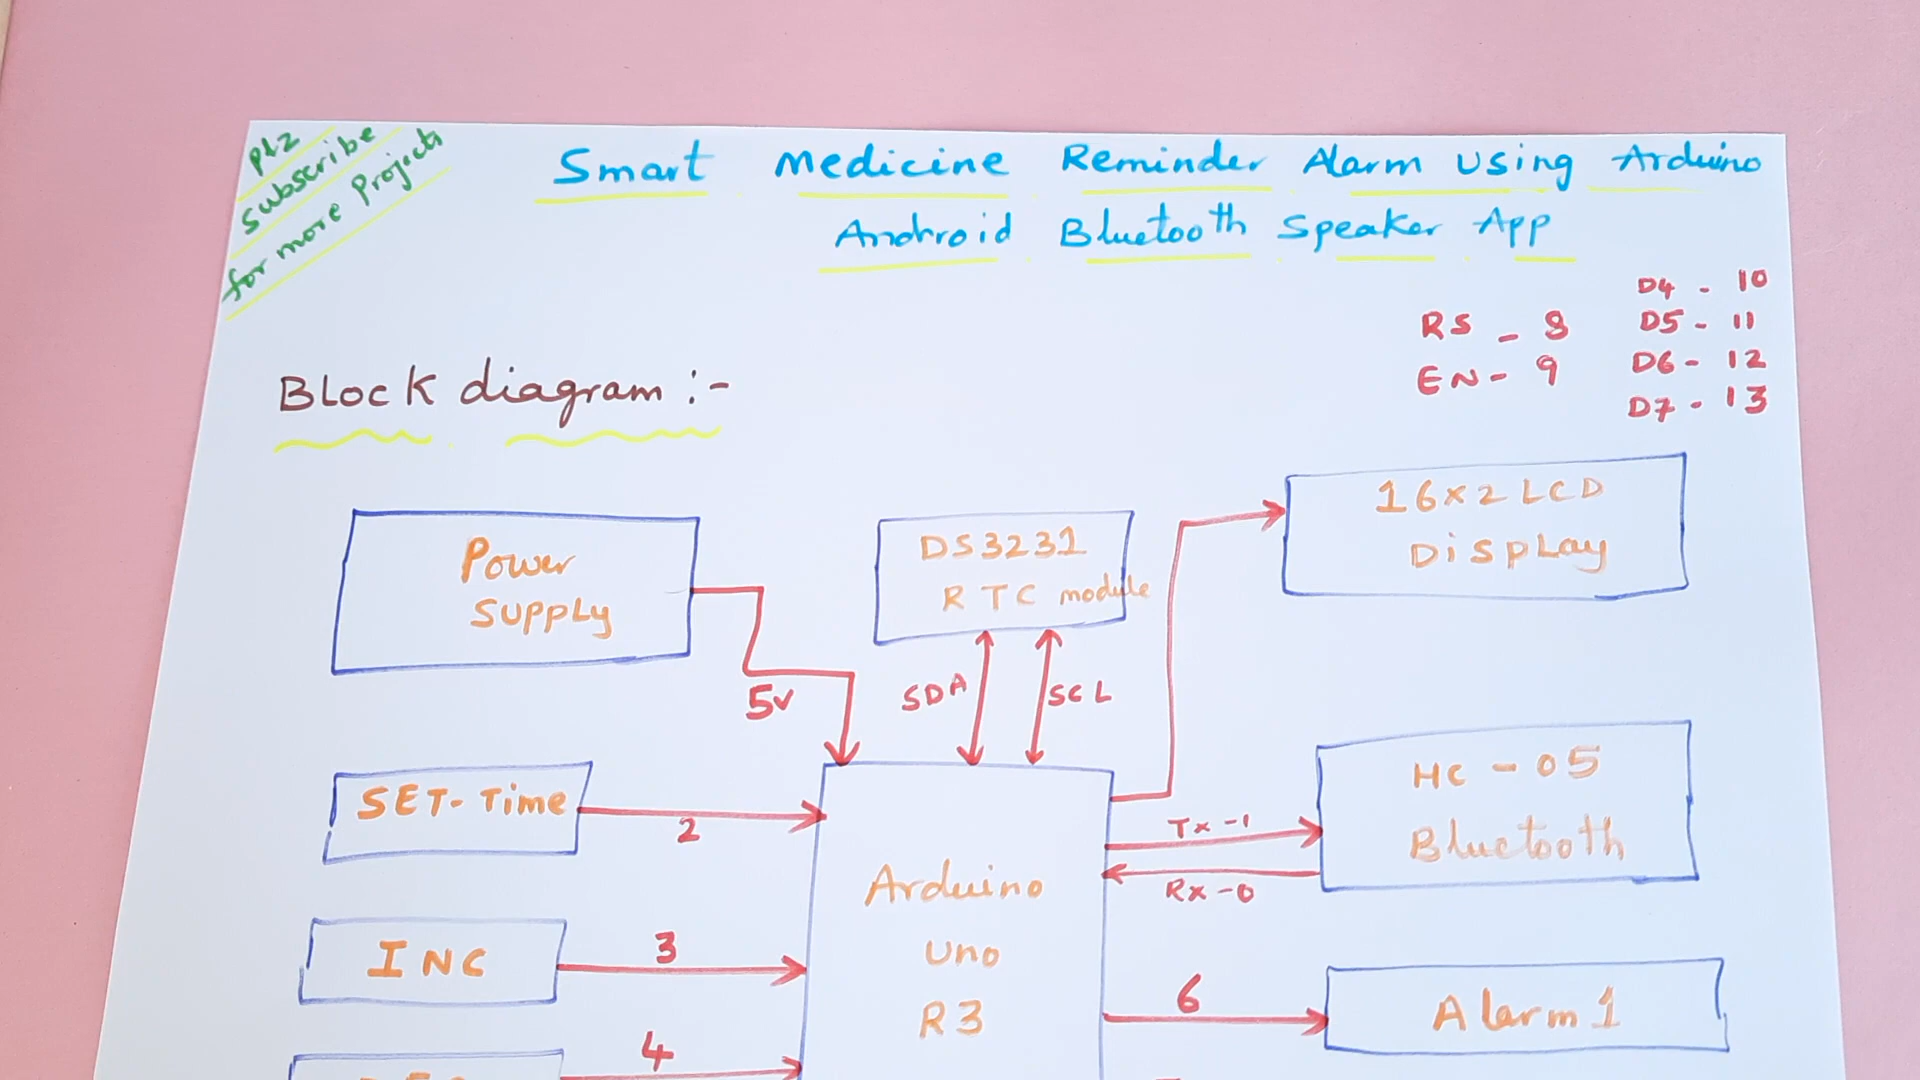 Plz
Subscribe
for more Projects
Smart Medicine Reminder Alarm using Arduino
Android Bluetooth Speaker App
RS - 8
EN - 9
D4 - 10
D5 - 11
D6 - 12
D7 - 13
Block diagram :-
Power
Supply
5v
DS3231
RTC module
SDA
SCL
16x2 LCD
Display
SET-Time
2
INC
3
4
Arduino
Uno
R3
Tx-1
Rx-0
HC-05
Bluetooth
6
Alarm 1